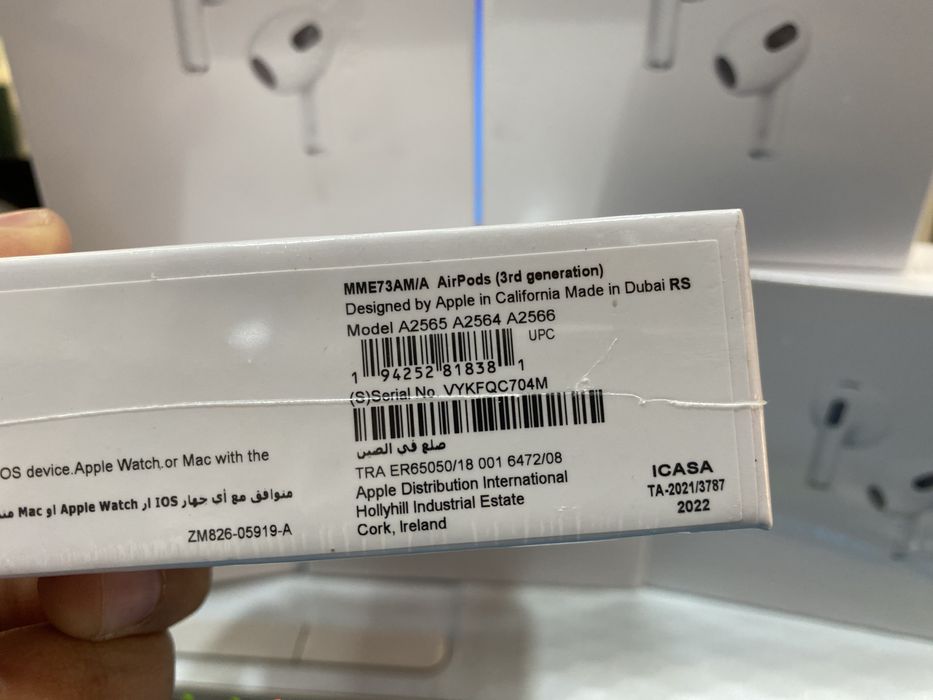 MME73AM/A AirPods (3rd generation)
Designed by Apple in California Made in Dubai RS
Model A2565 A2564 A2566
UPC
1 94252 81838 1
(S)Serial No. VYKFQC704M
صلع في الصين
TRA ER65050/18 001 6472/08
Apple Distribution International
Hollyhill Industrial Estate
Cork, Ireland
ICASA
TA-2021/3787
2022
OS device.Apple Watch.or Mac with the
متوافق مع أي جهار IOS ار Apple Watch او Mac
ZM826-05919-A